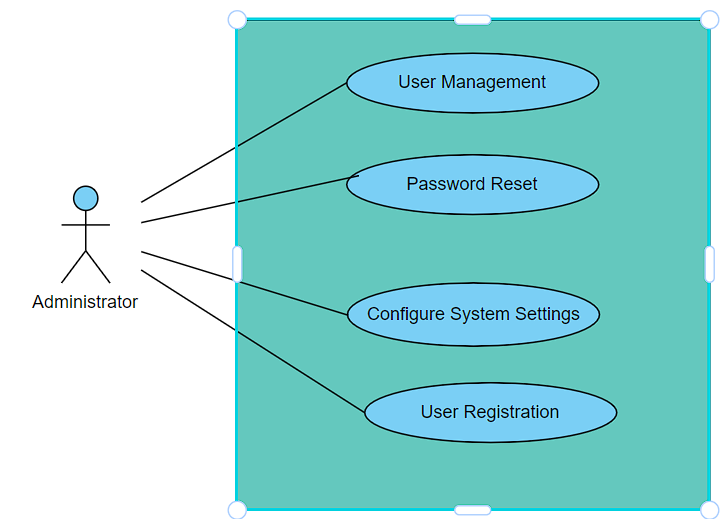 User Management
Password Reset
Administrator
Configure System Settings
User Registration